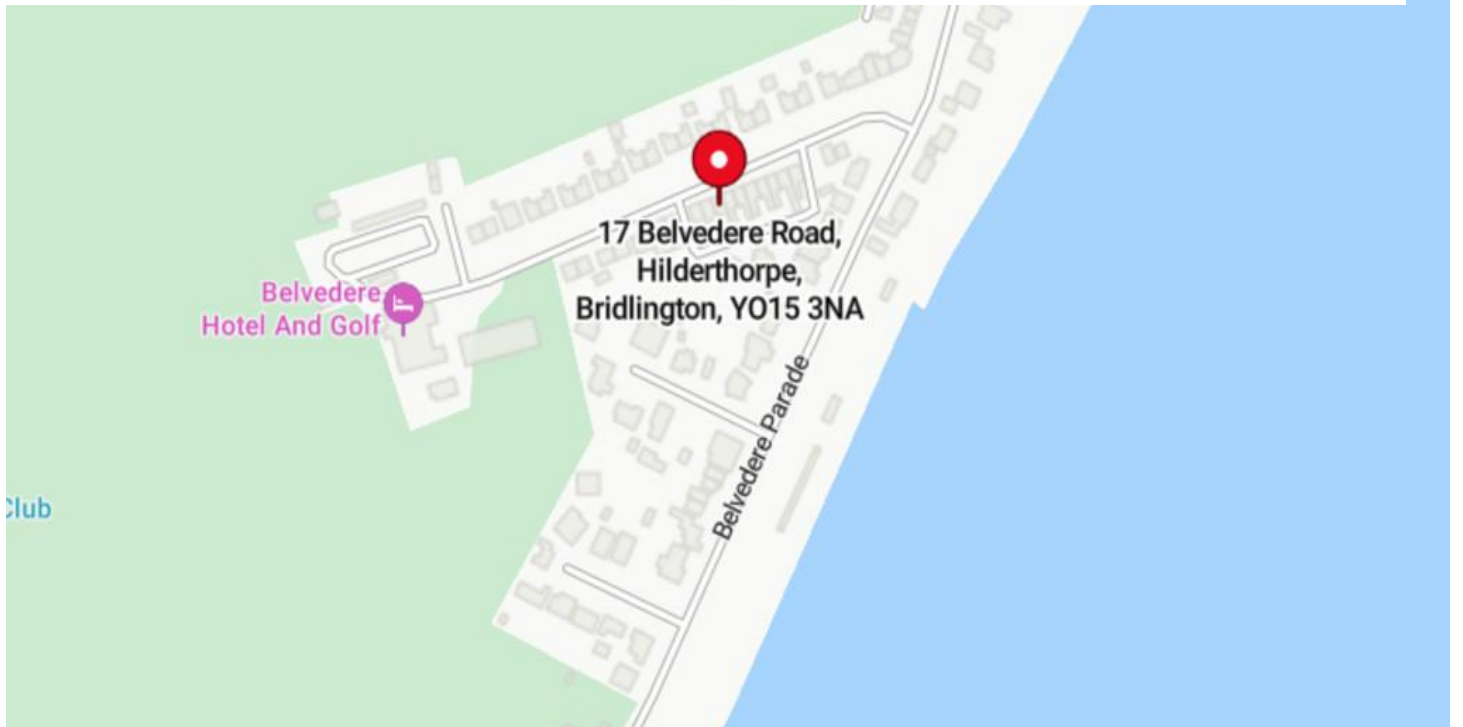 17 Belvedere Road,
Hilderthorpe,
Bridlington, YO15 3NA
Belvedere
Hotel And Golf
Belvedere Parade
Club